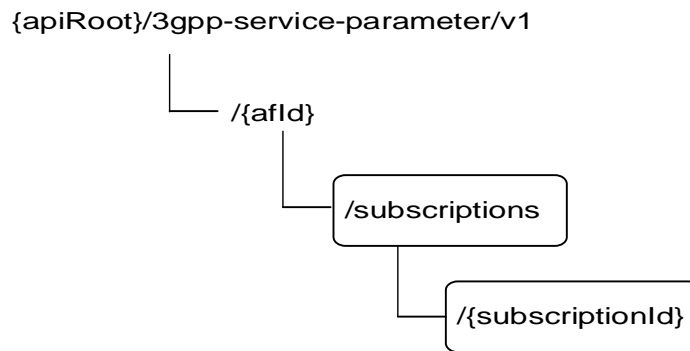 {apiRoot}/3gpp-service-parameter/v1
/{afId}
/subscriptions
/{subscriptionId}